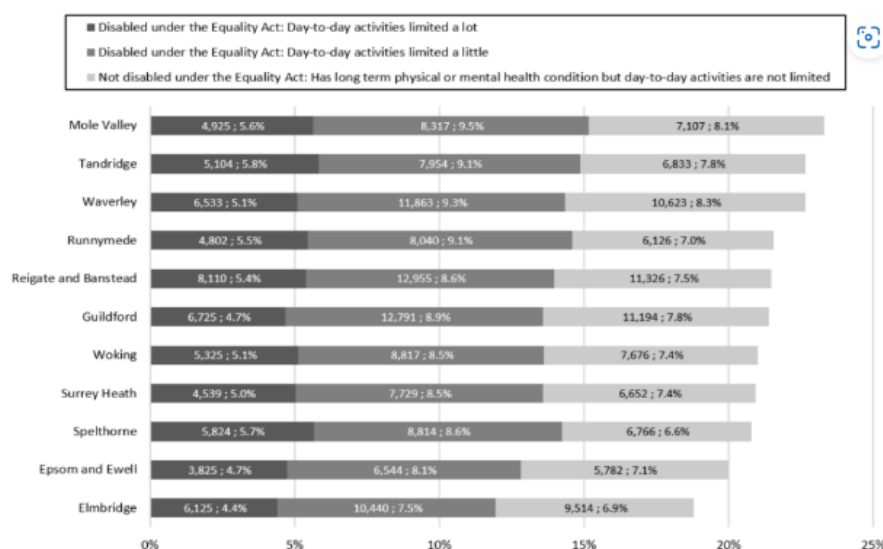 Disabled under the Equality Act: Day-to-day activities limited a lot
Disabled under the Equality Act: Day-to-day activities limited a little
Not disabled under the Equality Act: Has long term physical or mental health condition but day-to-day activities are not limited
Mole Valley 4,925 ; 5.6% 8,317 ; 9.5% 7,107 ; 8.1%
Tandridge 5,104 ; 5.8% 7,954 ; 9.1% 6,833 ; 7.8%
Waverley 6,533 ; 5.1% 11,863 ; 9.3% 10,623 ; 8.3%
Runnymede 4,802 ; 5.5% 8,040 ; 9.1% 6,126 ; 7.0%
Reigate and Banstead 8,110 ; 5.4% 12,955 ; 8.6% 11,326 ; 7.5%
Guildford 6,725 ; 4.7% 12,791 ; 8.9% 11,194 ; 7.8%
Woking 5,325 ; 5.1% 8,817 ; 8.5% 7,676 ; 7.4%
Surrey Heath 4,539 ; 5.0% 7,729 ; 8.5% 6,652 ; 7.4%
Spelthorne 5,824 ; 5.7% 8,814 ; 8.6% 6,766 ; 6.6%
Epsom and Ewell 3,825 ; 4.7% 6,544 ; 8.1% 5,782 ; 7.1%
Elmbridge 6,125 ; 4.4% 10,440 ; 7.5% 9,514 ; 6.9%
0% 5% 10% 15% 20% 25%